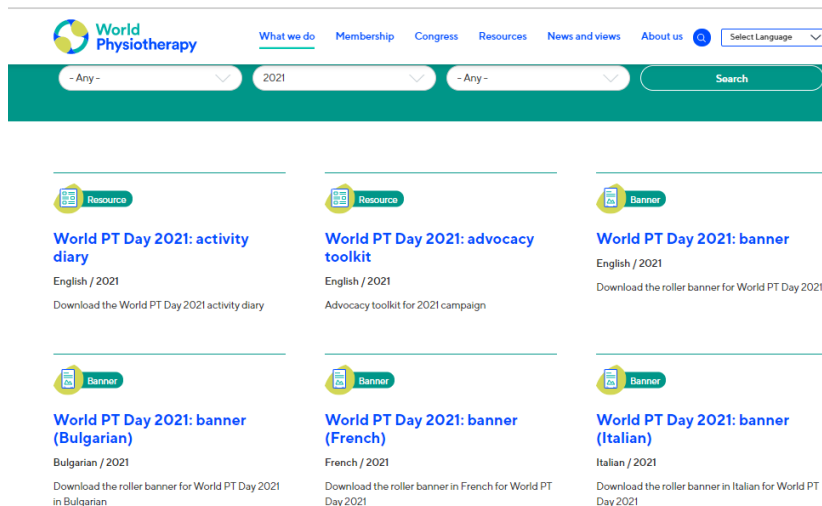 World
Physiotherapy
What we do
Membership
Congress
Resources
News and views
About us
Select Language
- Any -
2021
- Any -
Search
Resource
World PT Day 2021: activity
diary
English / 2021
Download the World PT Day 2021 activity diary
Resource
World PT Day 2021: advocacy
toolkit
English / 2021
Advocacy toolkit for 2021 campaign
Banner
World PT Day 2021: banner
English / 2021
Download the roller banner for World PT Day 2021
Banner
World PT Day 2021: banner
(Bulgarian)
Bulgarian / 2021
Download the roller banner for World PT Day 2021
in Bulgarian
Banner
World PT Day 2021: banner
(French)
French / 2021
Download the roller banner in French for World PT
Day 2021
Banner
World PT Day 2021: banner
(Italian)
Italian / 2021
Download the roller banner in Italian for World PT
Day 2021